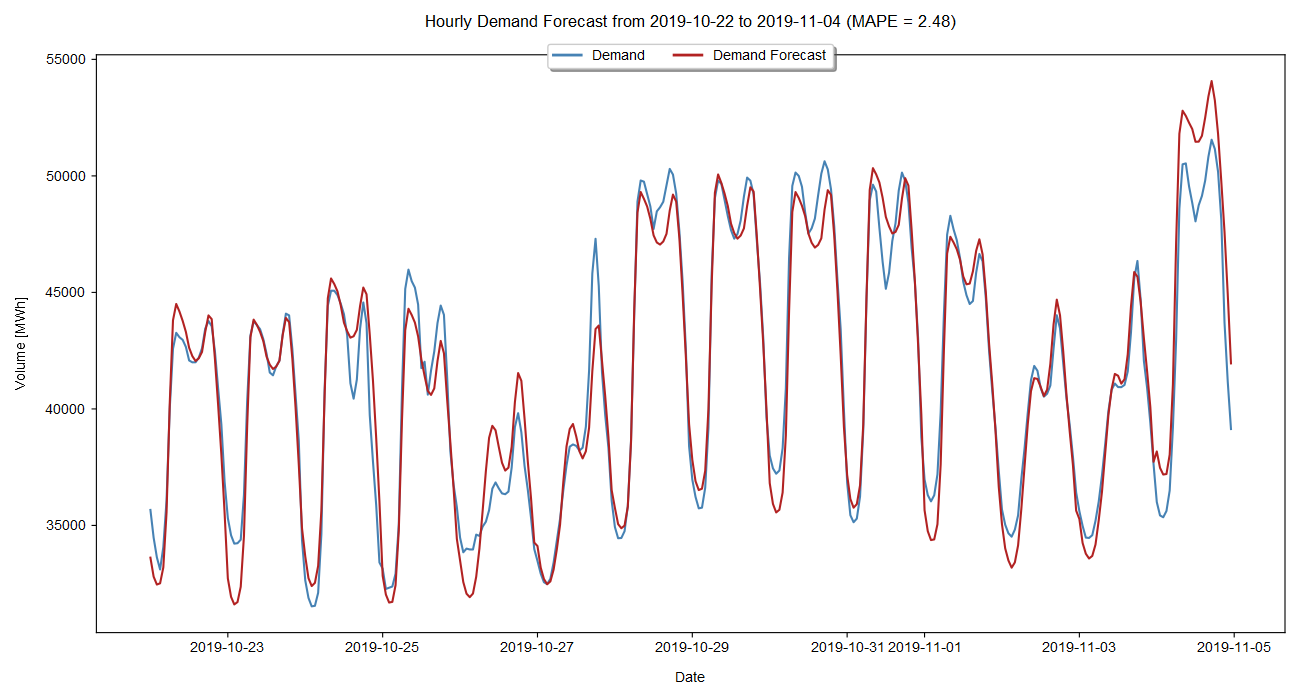 Hourly Demand Forecast from 2019-10-22 to 2019-11-04 (MAPE = 2.48)
Demand Demand Forecast
55000
50000
45000
40000
35000
Volume [MWh]
2019-10-23 2019-10-25 2019-10-27 2019-10-29 2019-10-31 2019-11-01 2019-11-03 2019-11-05
Date